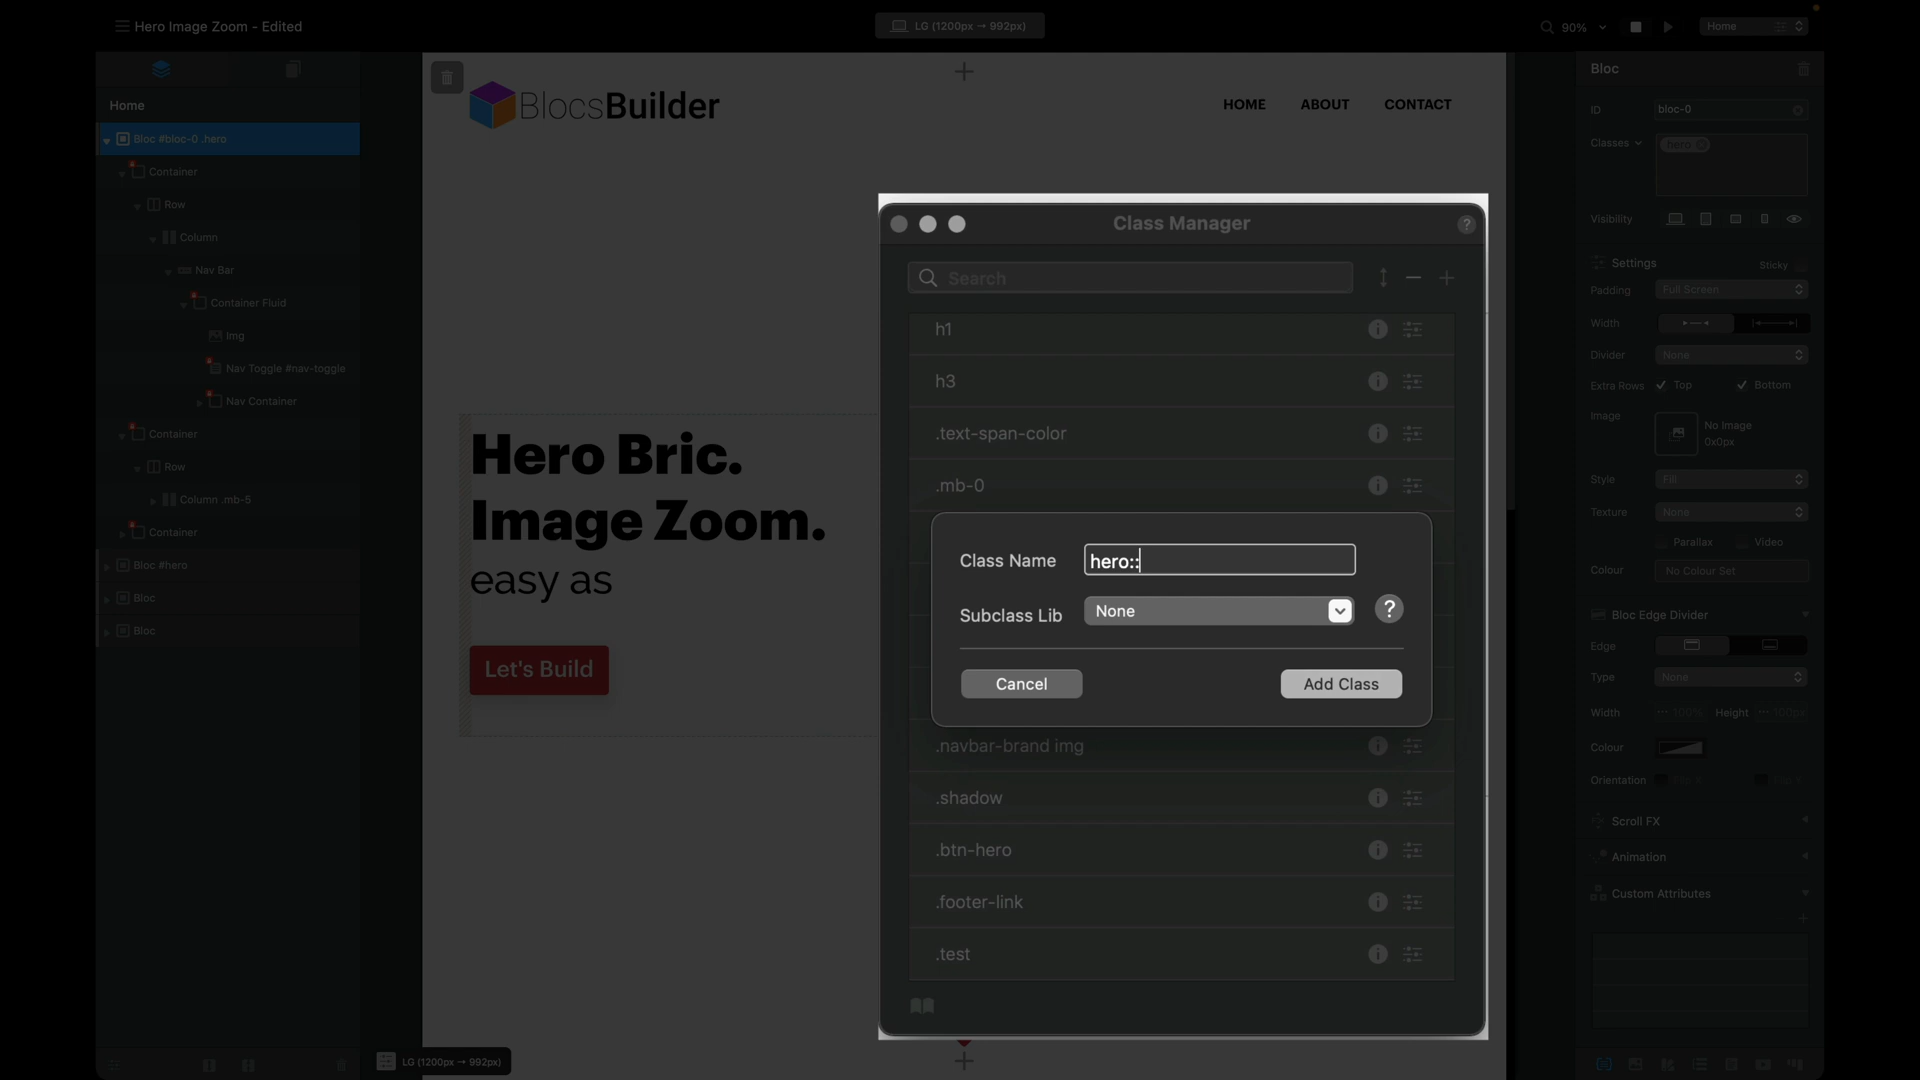 Hero Image Zoom - Edited
LG (1200px → 992px)
90%
Home
Home
Bloc #bloc-0 .hero
Container
Row
Column
Nav Bar
Container Fluid
Img
Nav Toggle #nav-toggle
Nav Container
Container
Row
Column .mb-5
Container
Bloc #hero
Bloc
Bloc
BlocsBuilder
HOME
ABOUT
CONTACT
Hero Bric.
Image Zoom.
easy as
Let's Build
LG (1200px → 992px)
Class Manager
?
Search
h1
h3
.text-span-color
.mb-0
Class Name
hero::
Subclass Lib
None
?
Cancel
Add Class
.navbar-brand img
.shadow
.btn-hero
.footer-link
.test
Bloc
ID
bloc-0
Classes
hero
Visibility
Settings
Sticky
Padding
Full Screen
Width
Divider
None
Extra Rows
Top
Bottom
Image
No Image
0x0px
Style
Fill
Texture
None
Parallax
Video
Colour
No Colour Set
Bloc Edge Divider
Edge
Type
None
Width
100%
Height
100px
Colour
Orientation
Scroll FX
Animation
Custom Attributes